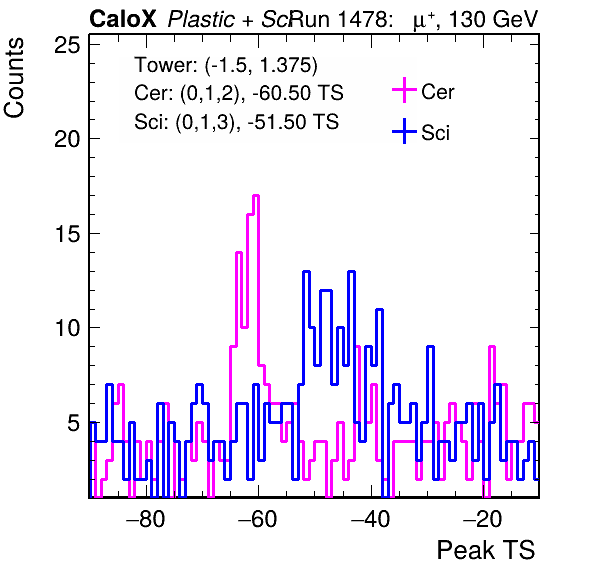 CaloX Plastic + Sci Run 1478: μ⁺, 130 GeV
Counts
25
20
15
10
5
Tower: (-1.5, 1.375)
Cer: (0,1,2), -60.50 TS
Sci: (0,1,3), -51.50 TS
Cer
Sci
−80 −60 −40 −20
Peak TS